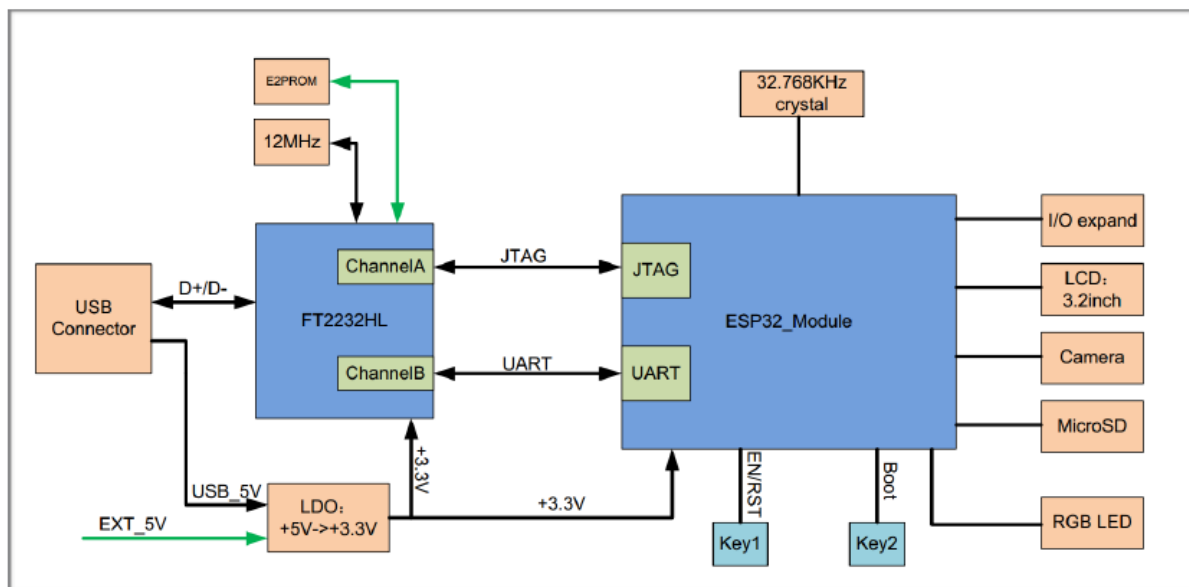 E2PROM
12MHz
32.768KHz
crystal
USB
Connector
D+/D-
FT2232HL
ChannelA
ChannelB
JTAG
UART
JTAG
UART
ESP32_Module
I/O expand
LCD：
3.2inch
Camera
MicroSD
RGB LED
USB_5V
EXT_5V
LDO：
+5V->+3.3V
+3.3V
+3.3V
EN/RST
Boot
Key1
Key2